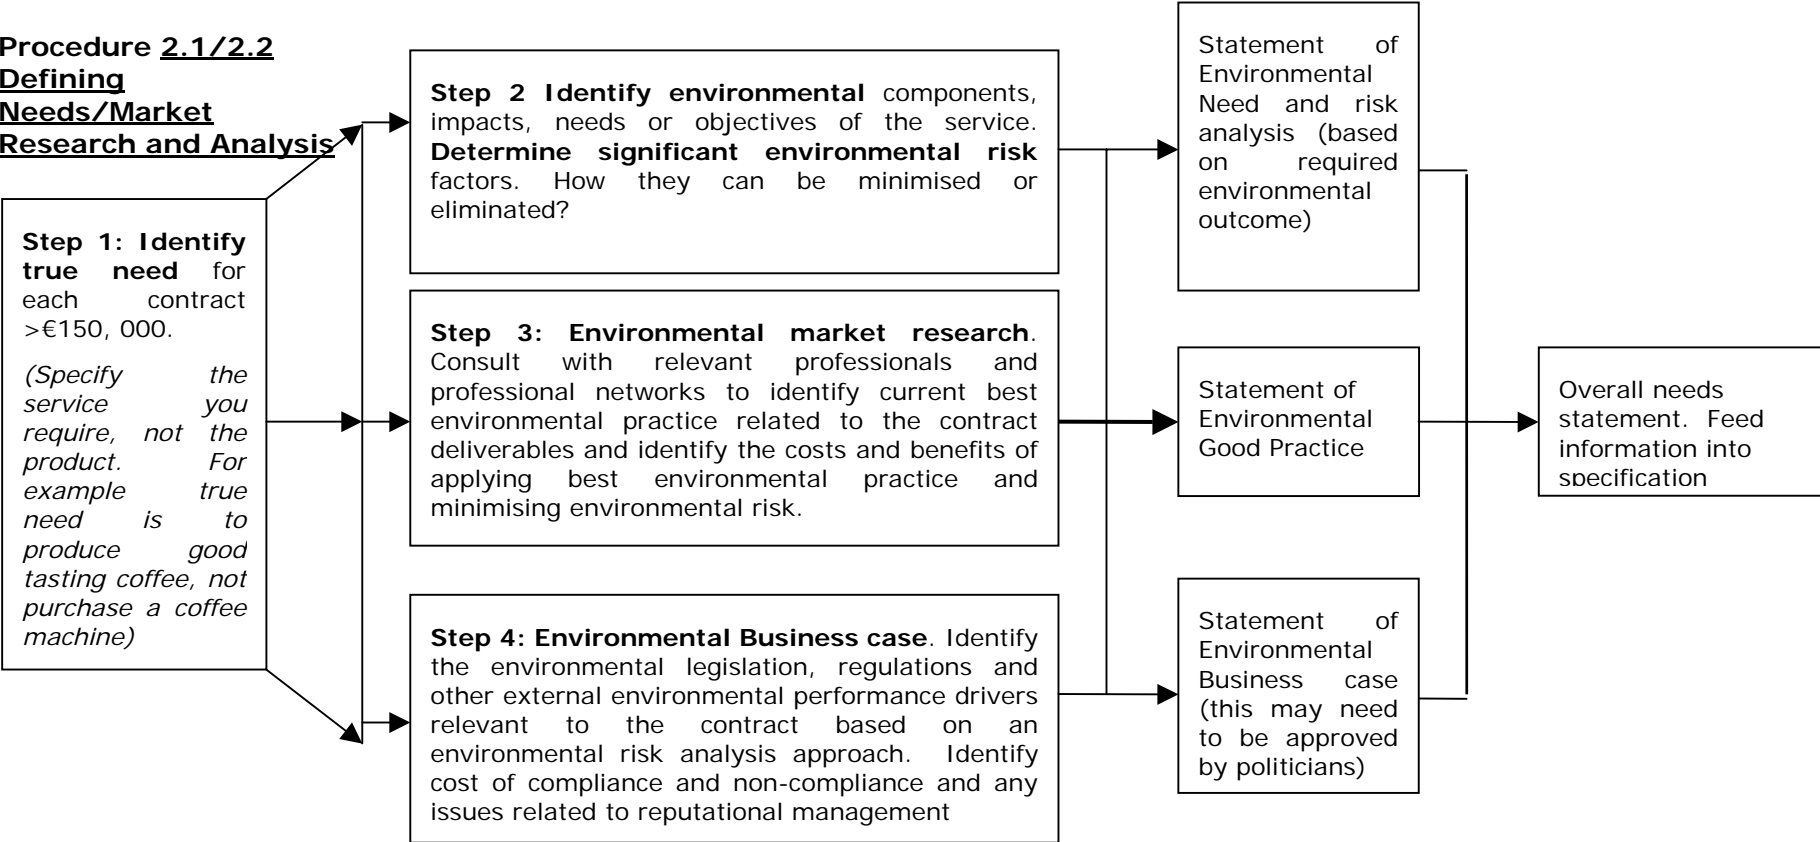 Procedure 2.1/2.2
Defining
Needs/Market
Research and Analysis
Step 1: Identify
true need for
each contract
>€150, 000.
(Specify the
service you
require, not the
product. For
example true
need is to
produce good
tasting coffee, not
purchase a coffee
machine)
Step 2 Identify environmental components,
impacts, needs or objectives of the service.
Determine significant environmental risk
factors. How they can be minimised or
eliminated?
Step 3: Environmental market research.
Consult with relevant professionals and
professional networks to identify current best
environmental practice related to the contract
deliverables and identify the costs and benefits of
applying best environmental practice and
minimising environmental risk.
Step 4: Environmental Business case. Identify
the environmental legislation, regulations and
other external environmental performance drivers
relevant to the contract based on an
environmental risk analysis approach. Identify
cost of compliance and non-compliance and any
issues related to reputational management
Statement of
Environmental
Need and risk
analysis (based
on required
environmental
outcome)
Statement of
Environmental
Good Practice
Statement of
Environmental
Business case
(this may need
to be approved
by politicians)
Overall needs
statement. Feed
information into
specification